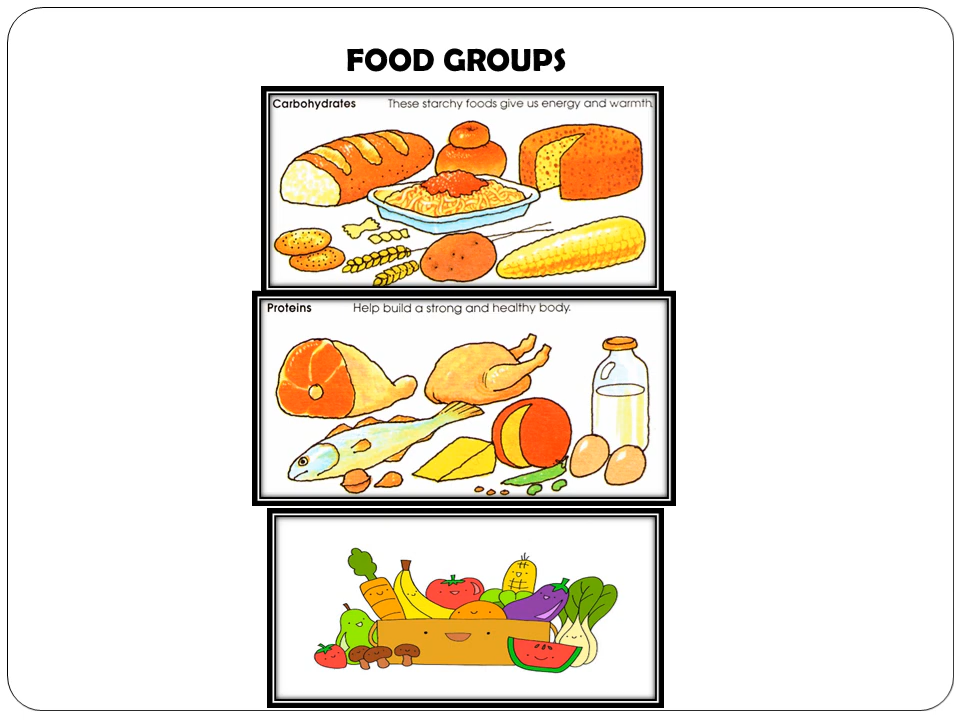 FOOD GROUPS
Carbohydrates These starchy foods give us energy and warmth.
Proteins Help build a strong and healthy body.